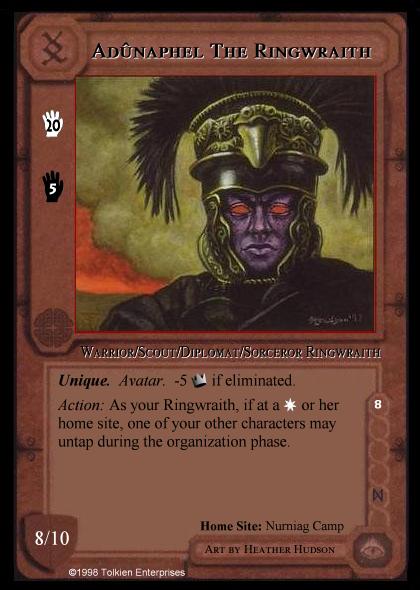 Adûnaphel The Ringwraith
20
5
Warrior/Scout/Diplomat/Sorceror Ringwraith
Unique. Avatar. -5 if eliminated.
Action: As your Ringwraith, if at a or her
home site, one of your other characters may
untap during the organization phase.
8
Home Site: Nurniag Camp
8/10
Art by Heather Hudson
©1998 Tolkien Enterprises